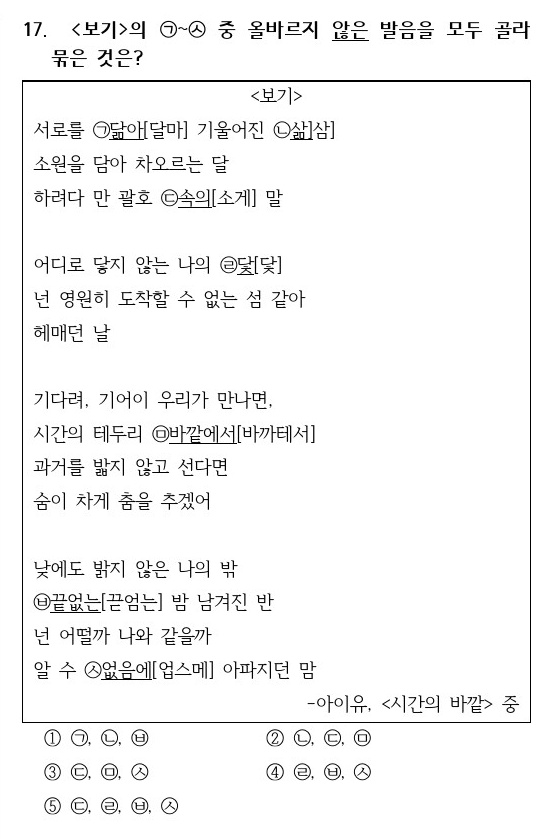 17. <보기>의 ㉠~㉦ 중 올바르지 않은 발음을 모두 골라
묶은 것은?
<보기>
서로를 ㉠닮아[달마] 기울어진 ㉡삶[삼]
소원을 담아 차오르는 달
하려다 만 괄호 ㉢속의[소게] 말
어디로 닿지 않는 나의 ㉣닻[닻]
넌 영원히 도착할 수 없는 섬 같아
헤매던 날
기다려, 기어이 우리가 만나면,
시간의 테두리 ㉤바깥에서[바까테서]
과거를 밟지 않고 선다면
숨이 차게 춤을 추겠어
낮에도 밝지 않은 나의 밖
㉥끝없는[끋엄는] 밤 남겨진 반
넌 어떨까 나와 같을까
알 수 ㉦없음에[업스메] 아파지던 맘
-아이유, <시간의 바깥> 중
① ㉠, ㉡, ㉥ ② ㉡, ㉢, ㉤
③ ㉢, ㉤, ㉦ ④ ㉣, ㉥, ㉦
⑤ ㉢, ㉣, ㉥, ㉦